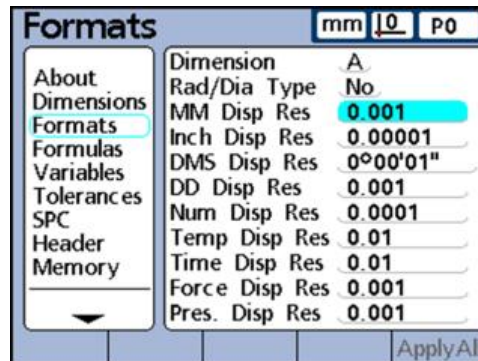 Formats mm 0 P0
About
Dimensions
Formats
Formulas
Variables
Tolerances
SPC
Header
Memory
Dimension A
Rad/Dia Type No
MM Disp Res 0.001
Inch Disp Res 0.00001
DMS Disp Res 0°00'01"
DD Disp Res 0.001
Num Disp Res 0.0001
Temp Disp Res 0.01
Time Disp Res 0.01
Force Disp Res 0.001
Pres. Disp Res 0.001
Apply Al